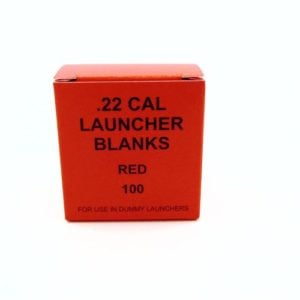 .22 CAL
LAUNCHER
BLANKS
RED
100
FOR USE IN DUMMY LAUNCHERS